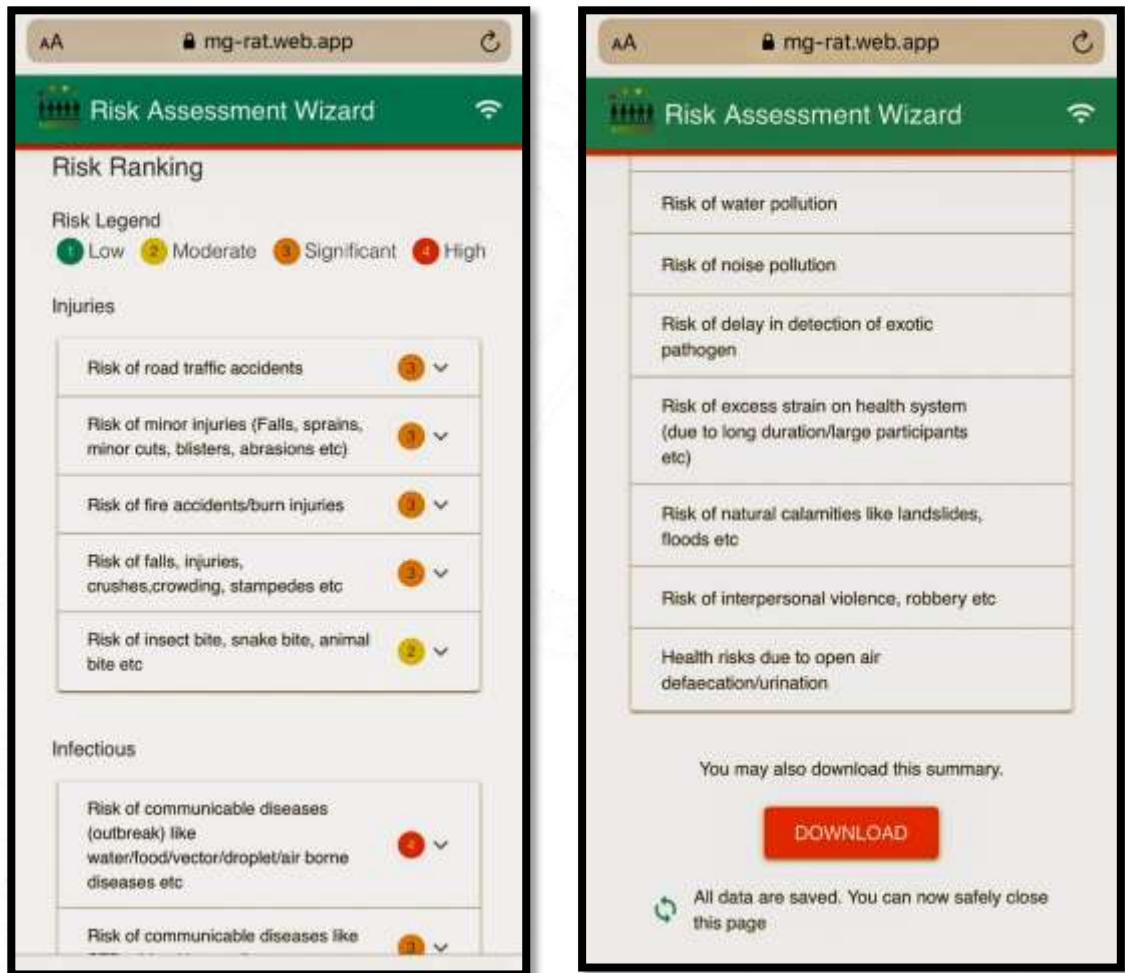 AA mg-rat.web.app
Risk Assessment Wizard
Risk Ranking
Risk Legend
1 Low 2 Moderate 3 Significant 4 High
Injuries
Risk of road traffic accidents 3
Risk of minor injuries (Falls, sprains,
minor cuts, blisters, abrasions etc) 3
Risk of fire accidents/burn injuries 3
Risk of falls, injuries,
crushes,crowding, stampedes etc 3
Risk of insect bite, snake bite, animal
bite etc 2
Infectious
Risk of communicable diseases
(outbreak) like
water/food/vector/droplet/air borne
diseases etc 4
Risk of communicable diseases like
3
AA mg-rat.web.app
Risk Assessment Wizard
Risk of water pollution
Risk of noise pollution
Risk of delay in detection of exotic
pathogen
Risk of excess strain on health system
(due to long duration/large participants
etc)
Risk of natural calamities like landslides,
floods etc
Risk of interpersonal violence, robbery etc
Health risks due to open air
defaecation/urination
You may also download this summary.
DOWNLOAD
All data are saved. You can now safely close
this page